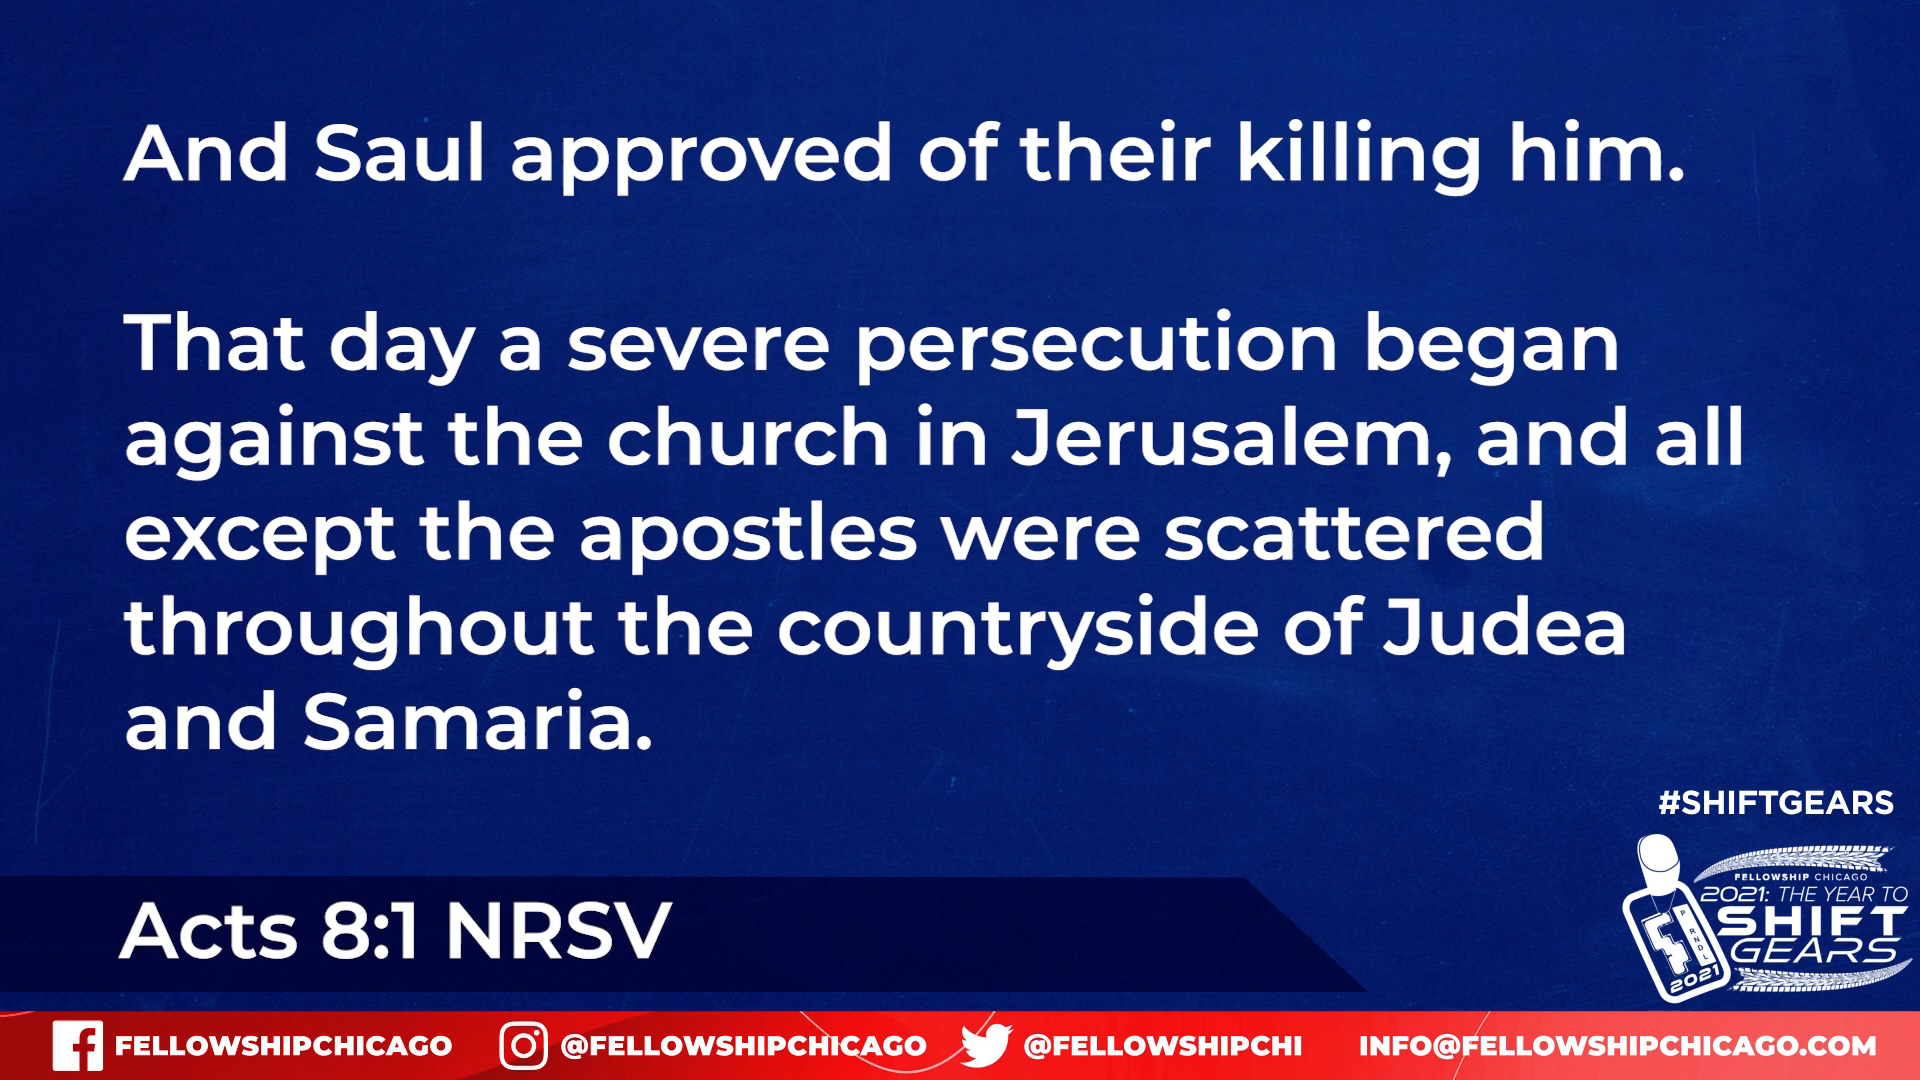 And Saul approved of their killing him.
That day a severe persecution began
against the church in Jerusalem, and all
except the apostles were scattered
throughout the countryside of Judea
and Samaria.
Acts 8:1 NRSV
#SHIFTGEARS
FELLOWSHIP CHICAGO
2021: THE YEAR TO
SHIFT
GEARS
P
R
N
D
L
2021
FELLOWSHIPCHICAGO
@FELLOWSHIPCHICAGO
@FELLOWSHIPCHI
INFO@FELLOWSHIPCHICAGO.COM